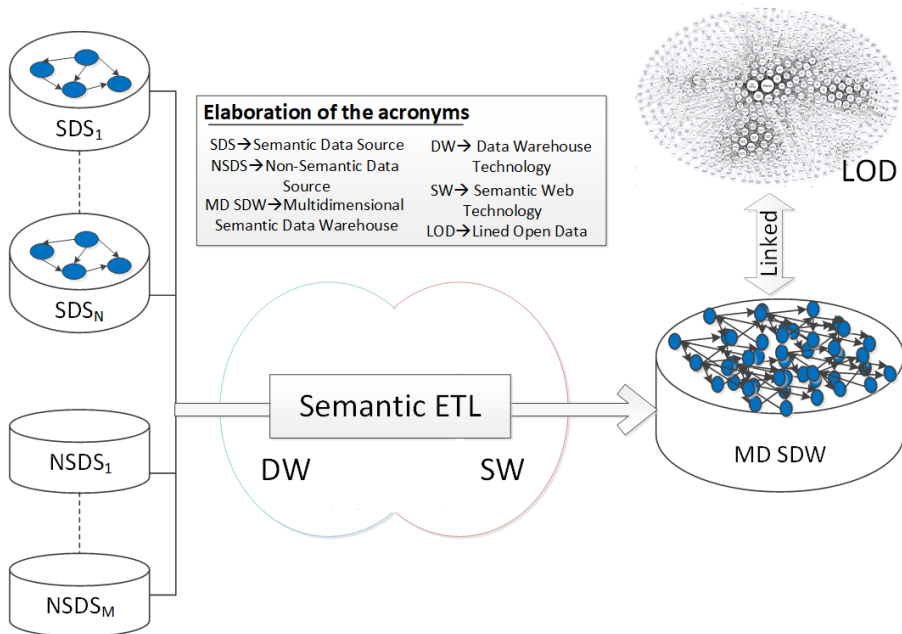 SDS₁
SDS_N
NSDS₁
NSDS_M
Elaboration of the acronyms
SDS→Semantic Data Source
NSDS→Non-Semantic Data
Source
MD SDW→Multidimensional
Semantic Data Warehouse
DW→ Data Warehouse
Technology
SW→ Semantic Web
Technology
LOD→Lined Open Data
Semantic ETL
DW
SW
LOD
Linked
MD SDW